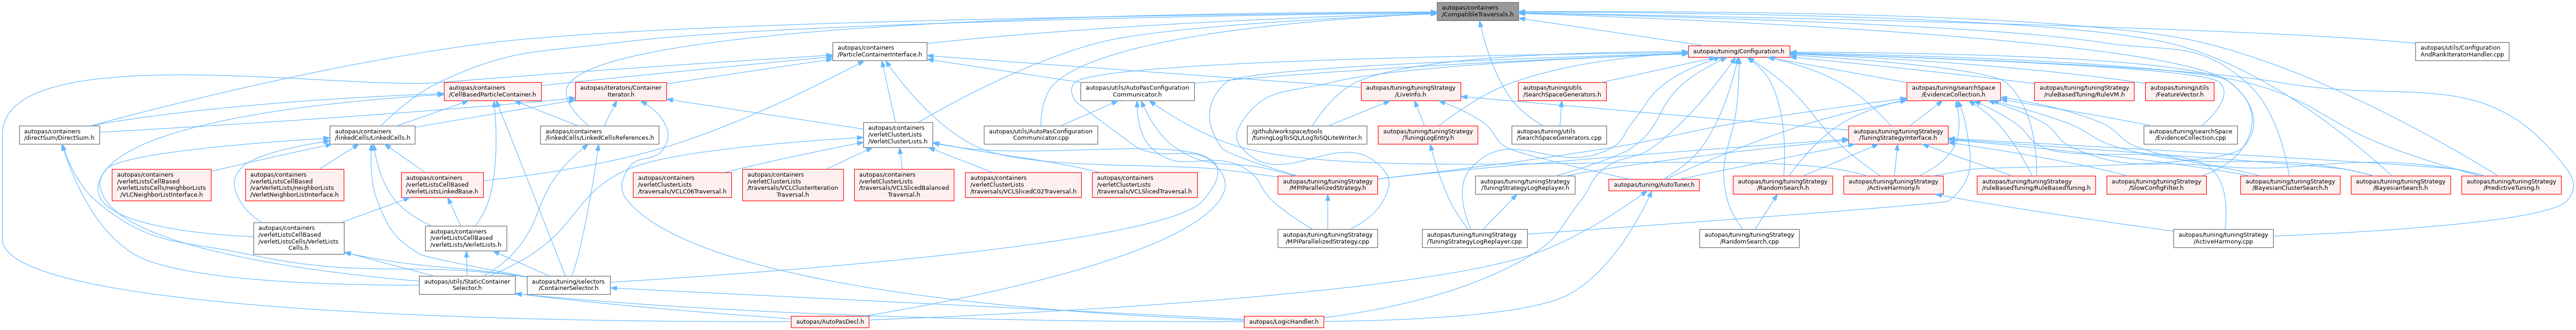 autopas/containers
/CompatibleTraversals.h
autopas/containers
/ParticleContainerInterface.h
autopas/tuning/Configuration.h
autopas/utils/Configuration
AndRankIteratorHandler.cpp
autopas/containers
/CellBasedParticleContainer.h
autopas/iterators/Container
Iterator.h
autopas/utils/AutoPasConfiguration
Communicator.h
autopas/tuning/tuningStrategy
/LiveInfo.h
autopas/tuning/utils
/SearchSpaceGenerators.h
autopas/tuning/searchSpace
/EvidenceCollection.h
autopas/tuning/tuningStrategy
/ruleBasedTuning/RuleVM.h
autopas/tuning/utils
/FeatureVector.h
autopas/containers
/directSum/DirectSum.h
autopas/containers
/linkedCells/LinkedCells.h
autopas/containers
/linkedCells/LinkedCellsReferences.h
autopas/containers
/verletClusterLists
/VerletClusterLists.h
autopas/utils/AutoPasConfiguration
Communicator.cpp
/github/workspace/tools
/tuningLogToSQL/LogToSQLiteWriter.h
autopas/tuning/tuningStrategy
/TuningLogEntry.h
autopas/tuning/utils
/SearchSpaceGenerators.cpp
autopas/tuning/tuningStrategy
/TuningStrategyInterface.h
autopas/tuning/searchSpace
/EvidenceCollection.cpp
autopas/containers
/verletListsCellBased
/verletListsCells/neighborLists
/VLCNeighborListInterface.h
autopas/containers
/verletListsCellBased
/varVerletLists/neighborLists
/VerletNeighborListInterface.h
autopas/containers
/verletListsCellBased
/VerletListsLinkedBase.h
autopas/containers
/verletClusterLists
/traversals/VCLC06Traversal.h
autopas/containers
/verletClusterLists
/traversals/VCLClusterIteration
Traversal.h
autopas/containers
/verletClusterLists
/traversals/VCLSlicedBalanced
Traversal.h
autopas/containers
/verletClusterLists
/traversals/VCLSlicedC02Traversal.h
autopas/containers
/verletClusterLists
/traversals/VCLSlicedTraversal.h
autopas/tuning/tuningStrategy
/MPIParallelizedStrategy.h
autopas/tuning/tuningStrategy
/TuningStrategyLogReplayer.h
autopas/tuning/AutoTuner.h
autopas/tuning/tuningStrategy
/RandomSearch.h
autopas/tuning/tuningStrategy
/ActiveHarmony.h
autopas/tuning/tuningStrategy
/ruleBasedTuning/RuleBasedTuning.h
autopas/tuning/tuningStrategy
/SlowConfigFilter.h
autopas/tuning/tuningStrategy
/BayesianClusterSearch.h
autopas/tuning/tuningStrategy
/BayesianSearch.h
autopas/tuning/tuningStrategy
/PredictiveTuning.h
autopas/containers
/verletListsCellBased
/verletListsCells/VerletLists
Cells.h
autopas/containers
/verletListsCellBased
/verletLists/VerletLists.h
autopas/tuning/tuningStrategy
/MPIParallelizedStrategy.cpp
autopas/tuning/tuningStrategy
/TuningStrategyLogReplayer.cpp
autopas/tuning/tuningStrategy
/RandomSearch.cpp
autopas/tuning/tuningStrategy
/ActiveHarmony.cpp
autopas/utils/StaticContainer
Selector.h
autopas/tuning/selectors
/ContainerSelector.h
autopas/AutoPasDecl.h
autopas/LogicHandler.h